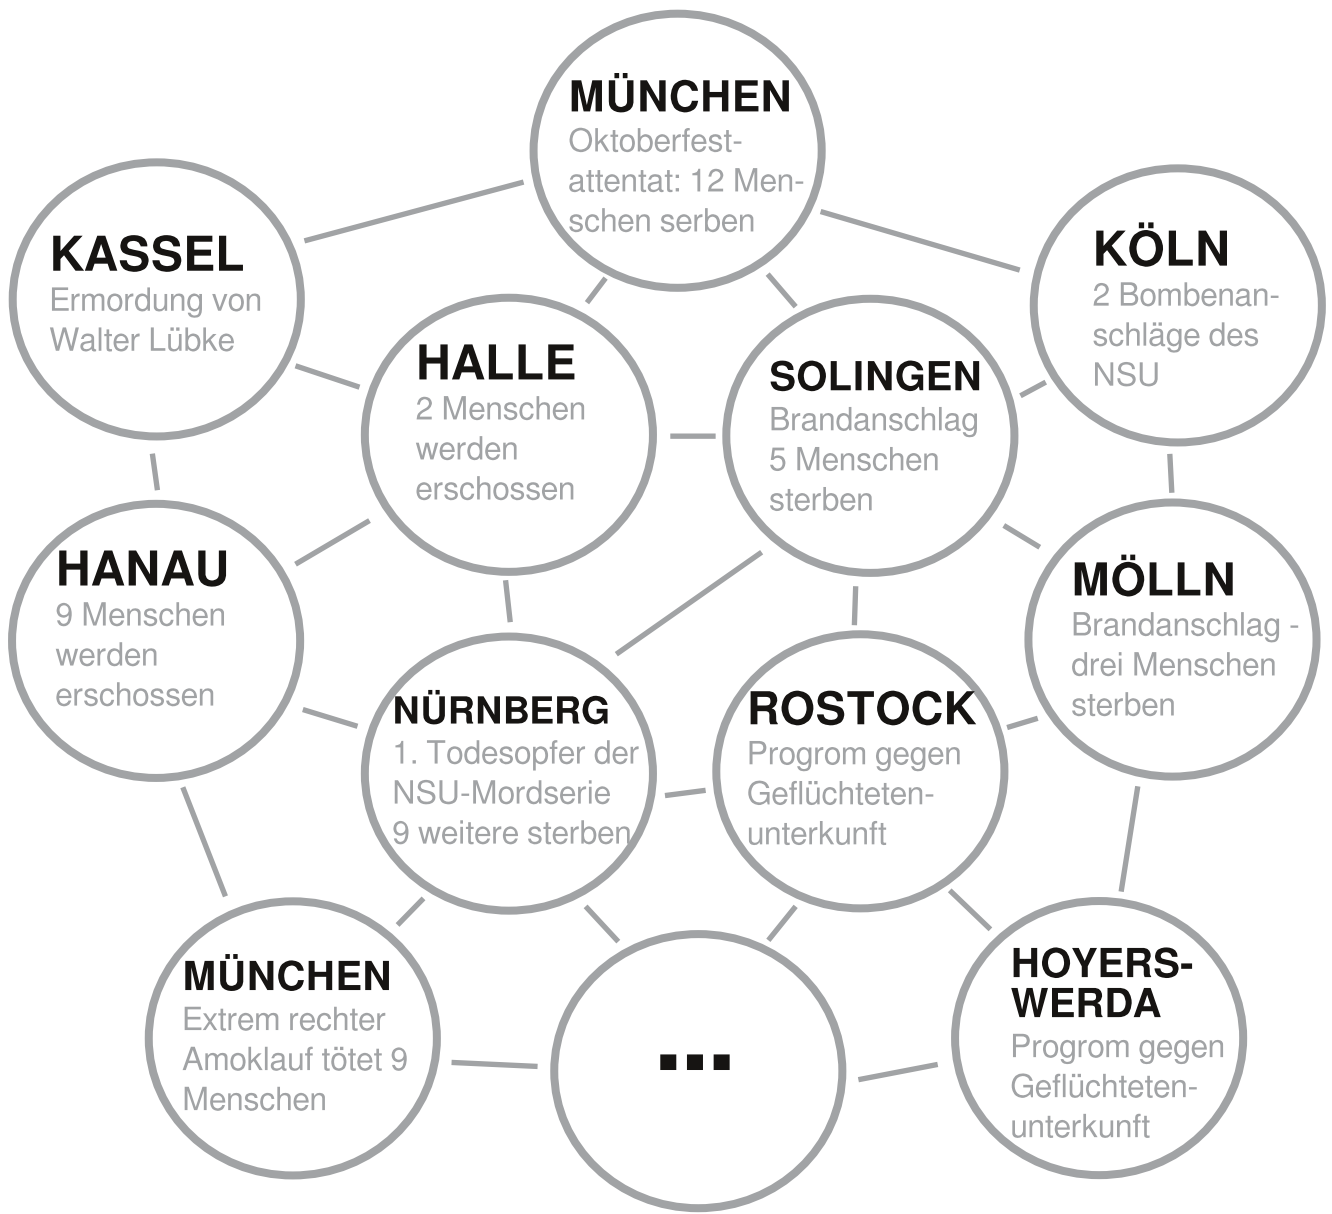 MÜNCHEN
Oktoberfest-
attentat: 12 Men-
schen serben
KASSEL
Ermordung von
Walter Lübke
KÖLN
2 Bombenan-
schläge des
NSU
HALLE
2 Menschen
werden
erschossen
SOLINGEN
Brandanschlag
5 Menschen
sterben
HANAU
9 Menschen
werden
erschossen
MÖLLN
Brandanschlag -
drei Menschen
sterben
NÜRNBERG
1. Todesopfer der
NSU-Mordserie
9 weitere sterben
ROSTOCK
Progrom gegen
Geflüchteten-
unterkunft
MÜNCHEN
Extrem rechter
Amoklauf tötet 9
Menschen
...
HOYERS-
WERDA
Progrom gegen
Geflüchteten-
unterkunft